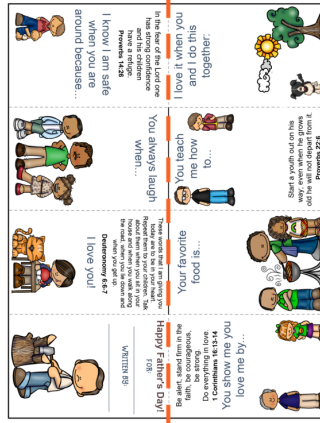 I love it when you
and I do this
together:
Proverbs 22:6
Start a youth out on his
way; even when he grows
old he will not depart from it.
You teach
me how
to...
Your favorite
food is...
You show me you
love me by...
1 Corinthians 16:13-14
Do everything in love.
Be alert, stand firm in the
faith, be courageous,
be strong.
In the fear of the Lord one
has strong confidence
and his children
have a refuge.
Proverbs 14:26
I know I am safe
when you are
around because...
You always laugh
when...
These words that I am giving you
today are to be in your heart.
Repeat them to your children. Talk
about them when you sit in your
house and when you walk along
the road, when you lie down and
when you get up.
Deuteronomy 6:6-7
I love you!
Happy Father's Day!
FOR:
WRITTEN BY: